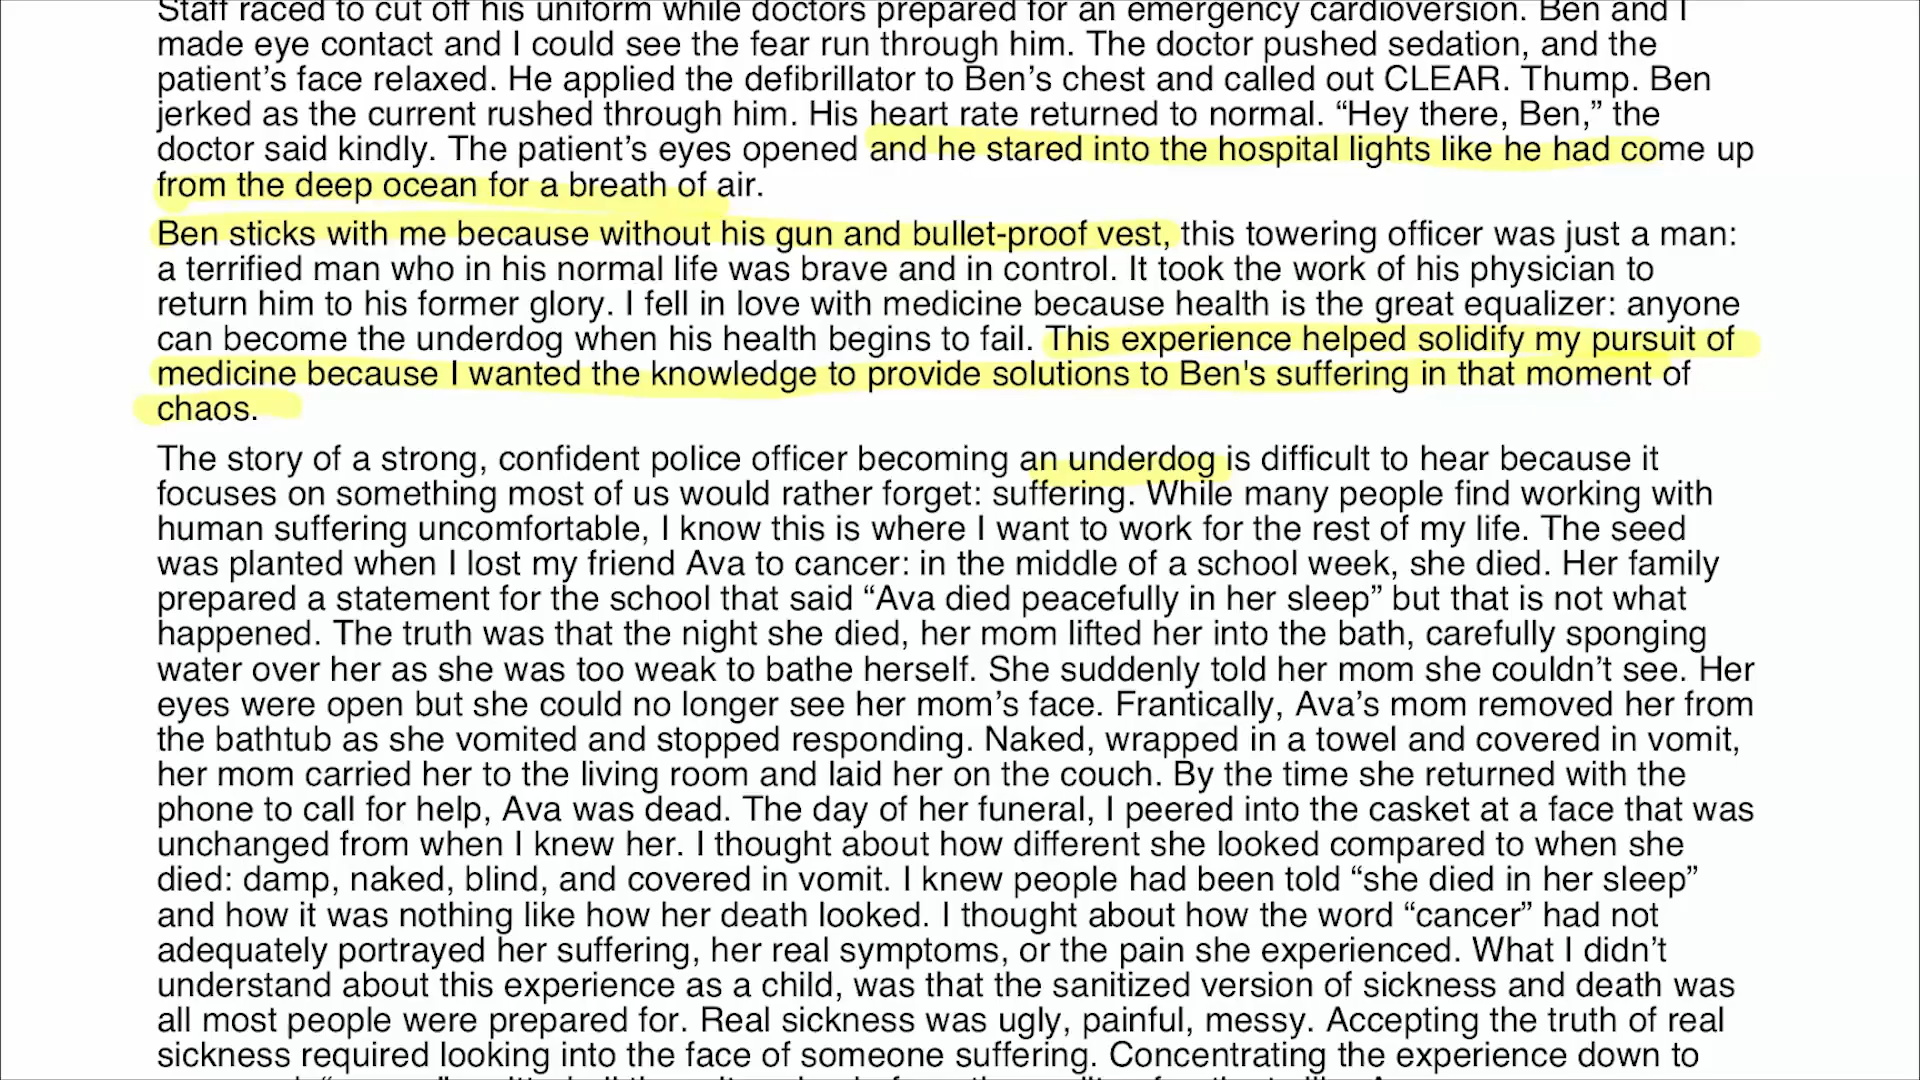 Staff raced to cut off his uniform while doctors prepared for an emergency cardioversion. Ben and I
made eye contact and I could see the fear run through him. The doctor pushed sedation, and the
patient’s face relaxed. He applied the defibrillator to Ben’s chest and called out CLEAR. Thump. Ben
jerked as the current rushed through him. His heart rate returned to normal. “Hey there, Ben,” the
doctor said kindly. The patient’s eyes opened and he stared into the hospital lights like he had come up
from the deep ocean for a breath of air.
Ben sticks with me because without his gun and bullet-proof vest, this towering officer was just a man:
a terrified man who in his normal life was brave and in control. It took the work of his physician to
return him to his former glory. I fell in love with medicine because health is the great equalizer: anyone
can become the underdog when his health begins to fail. This experience helped solidify my pursuit of
medicine because I wanted the knowledge to provide solutions to Ben's suffering in that moment of
chaos.
The story of a strong, confident police officer becoming an underdog is difficult to hear because it
focuses on something most of us would rather forget: suffering. While many people find working with
human suffering uncomfortable, I know this is where I want to work for the rest of my life. The seed
was planted when I lost my friend Ava to cancer: in the middle of a school week, she died. Her family
prepared a statement for the school that said “Ava died peacefully in her sleep” but that is not what
happened. The truth was that the night she died, her mom lifted her into the bath, carefully sponging
water over her as she was too weak to bathe herself. She suddenly told her mom she couldn’t see. Her
eyes were open but she could no longer see her mom’s face. Frantically, Ava’s mom removed her from
the bathtub as she vomited and stopped responding. Naked, wrapped in a towel and covered in vomit,
her mom carried her to the living room and laid her on the couch. By the time she returned with the
phone to call for help, Ava was dead. The day of her funeral, I peered into the casket at a face that was
unchanged from when I knew her. I thought about how different she looked compared to when she
died: damp, naked, blind, and covered in vomit. I knew people had been told “she died in her sleep”
and how it was nothing like how her death looked. I thought about how the word “cancer” had not
adequately portrayed her suffering, her real symptoms, or the pain she experienced. What I didn’t
understand about this experience as a child, was that the sanitized version of sickness and death was
all most people were prepared for. Real sickness was ugly, painful, messy. Accepting the truth of real
sickness required looking into the face of someone suffering. Concentrating the experience down to